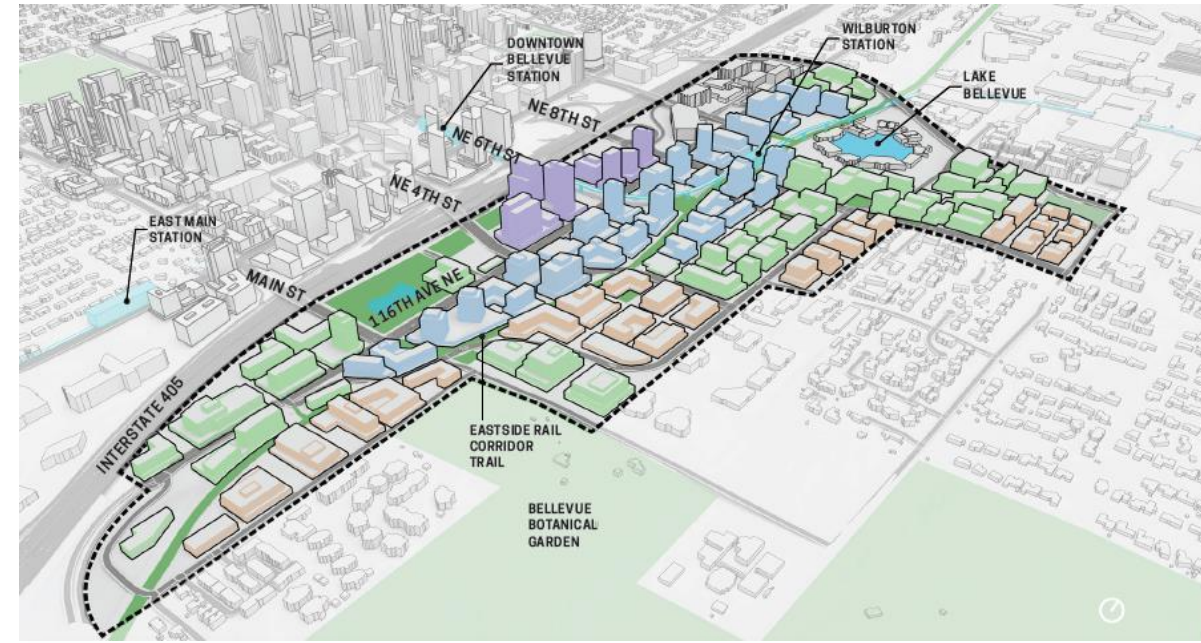 DOWNTOWN
BELLEVUE
STATION
WILBURTON
STATION
LAKE
BELLEVUE
NE 8TH ST
NE 6TH ST
NE 4TH ST
EAST MAIN
STATION
MAIN ST
116TH AVE NE
INTERSTATE 405
EASTSIDE RAIL
CORRIDOR
TRAIL
BELLEVUE
BOTANICAL
GARDEN